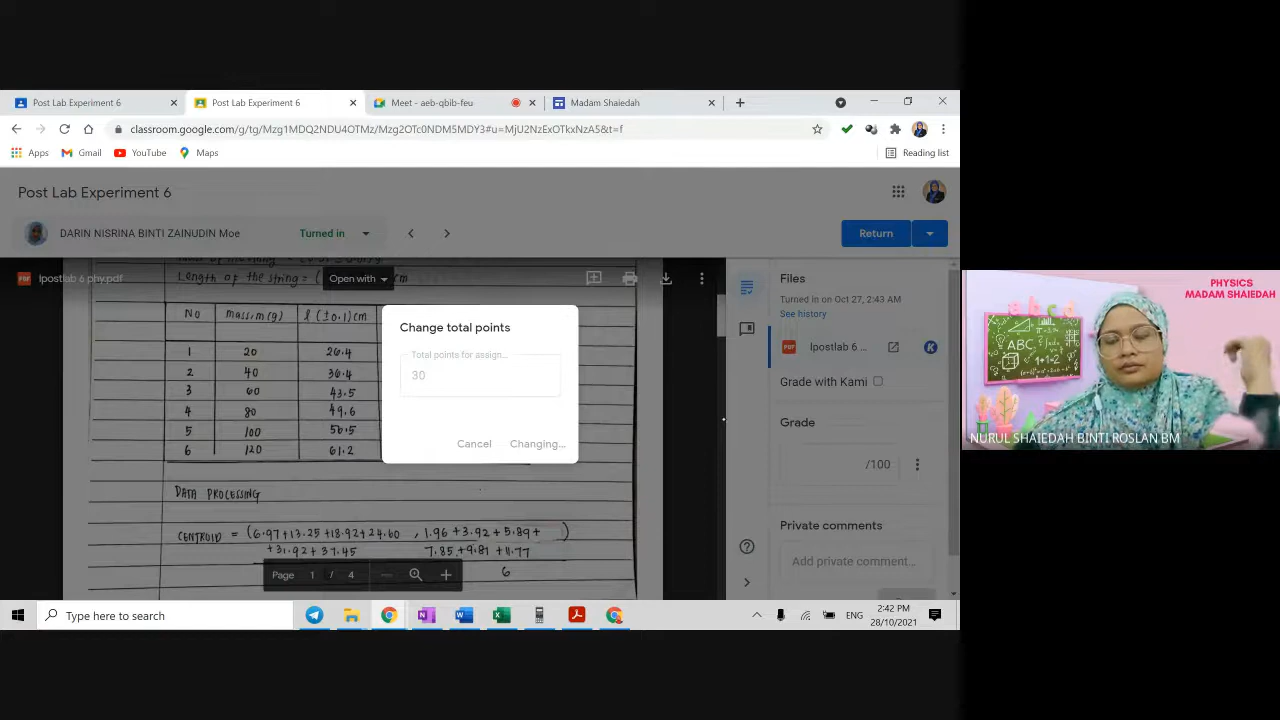 Post Lab Experiment 6
Post Lab Experiment 6
Meet - aeb-qbib-feu
Madam Shaiedah
classroom.google.com/g/tg/Mzg1MDQ2NDU4OTMz/Mzg2OTc0NDM5MDY3#u=MjU2NzExOTkxNzA5&t=f
Apps
Gmail
YouTube
Maps
Reading list
Post Lab Experiment 6
DARIN NISRINA BINTI ZAINUDIN Moe
Turned in
Return
PDF
Ipostlab 6 phy.pdf
Open with
Length of the string = (
cm
No mass,m(g) l (±0.1)cm
1 20 26.4
2 40 36.4
3 60 43.5
4 80 49.6
5 100 56.5
6 120 61.2
DATA PROCESSING
CENTROID = (6.97+13.25+18.92+24.60 , 1.96+3.92+5.89+ )
+31.92+37.45 7.85+9.81+11.77
6
Page 1 / 4
Change total points
Total points for assign...
30
Cancel
Changing...
Files
Turned in on Oct 27, 2:43 AM
See history
PDF
Ipostlab 6 ...
K
Grade with Kami
Grade
/100
Private comments
Add private comment...
Type here to search
ENG
2:42 PM
28/10/2021
PHYSICS
MADAM SHAIEDAH
a b c d
ABC
NURUL SHAIEDAH BINTI ROSLAN BM